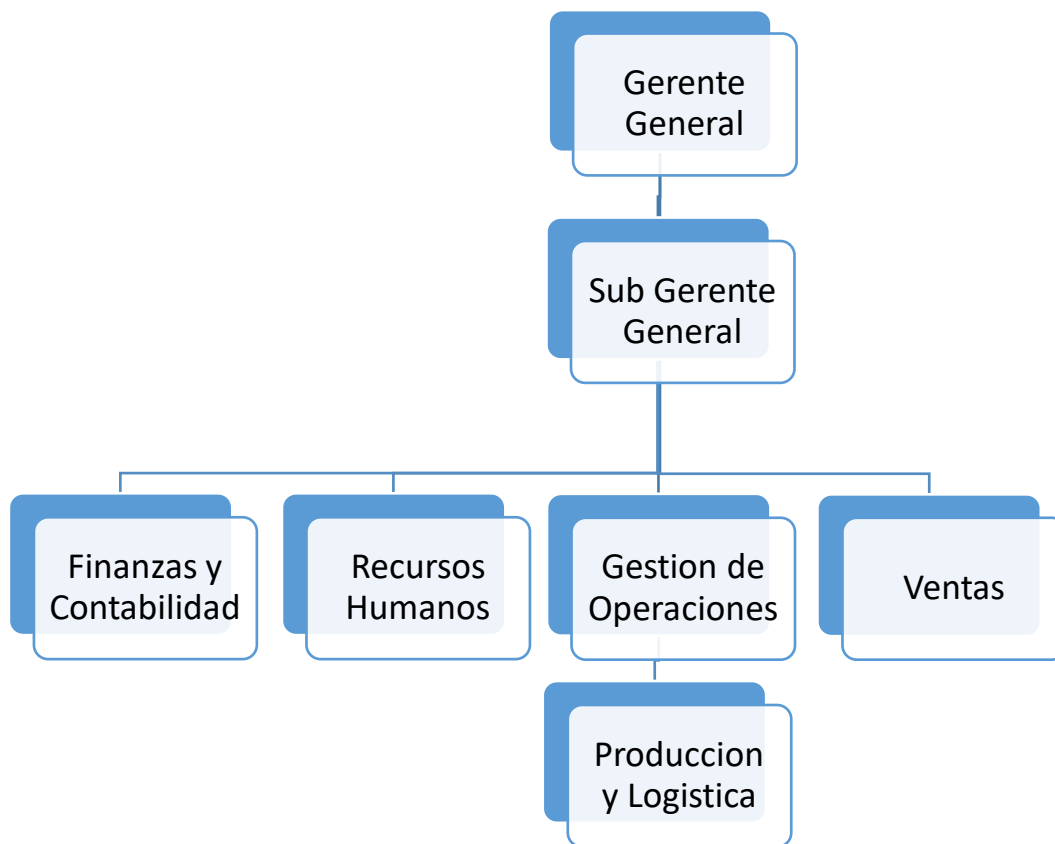 Gerente
General
Sub Gerente
General
Finanzas y
Contabilidad
Recursos
Humanos
Gestion de
Operaciones
Ventas
Produccion
y Logistica